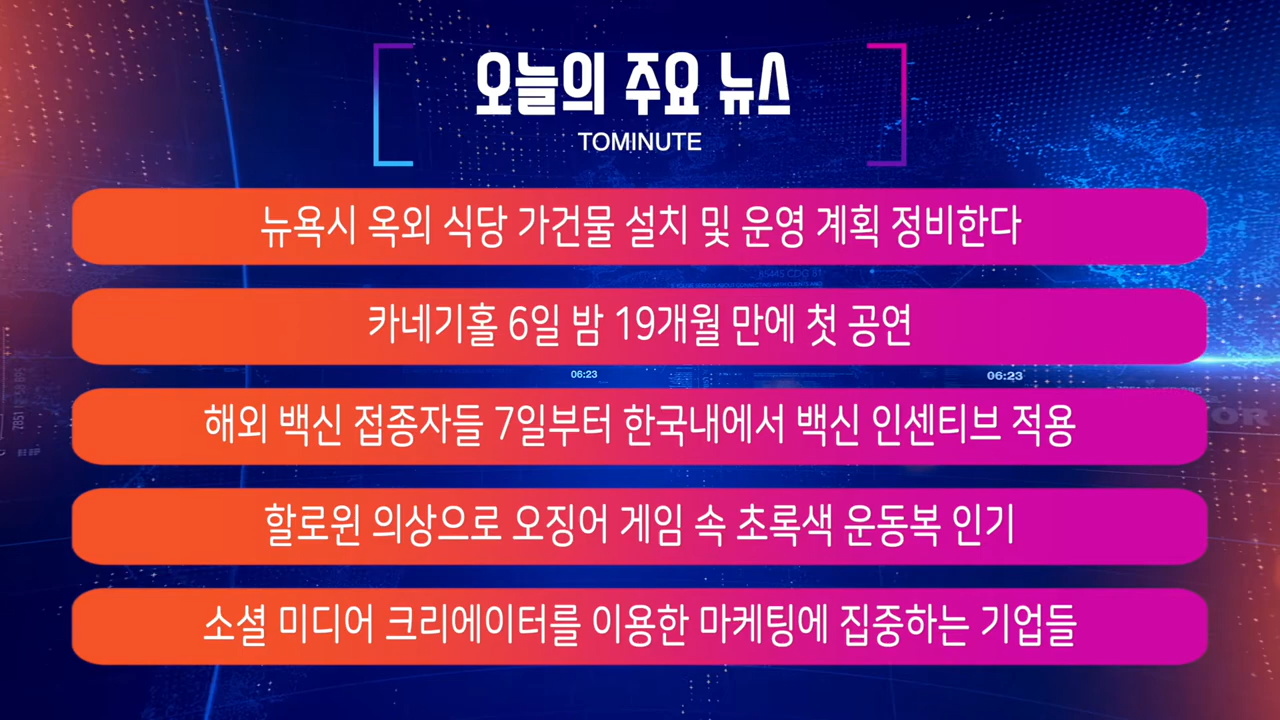 오늘의 주요 뉴스
TOMINUTE
뉴욕시 옥외 식당 가건물 설치 및 운영 계획 정비한다
카네기홀 6일 밤 19개월 만에 첫 공연
06:23
06:23
해외 백신 접종자들 7일부터 한국내에서 백신 인센티브 적용
할로윈 의상으로 오징어 게임 속 초록색 운동복 인기
소셜 미디어 크리에이터를 이용한 마케팅에 집중하는 기업들